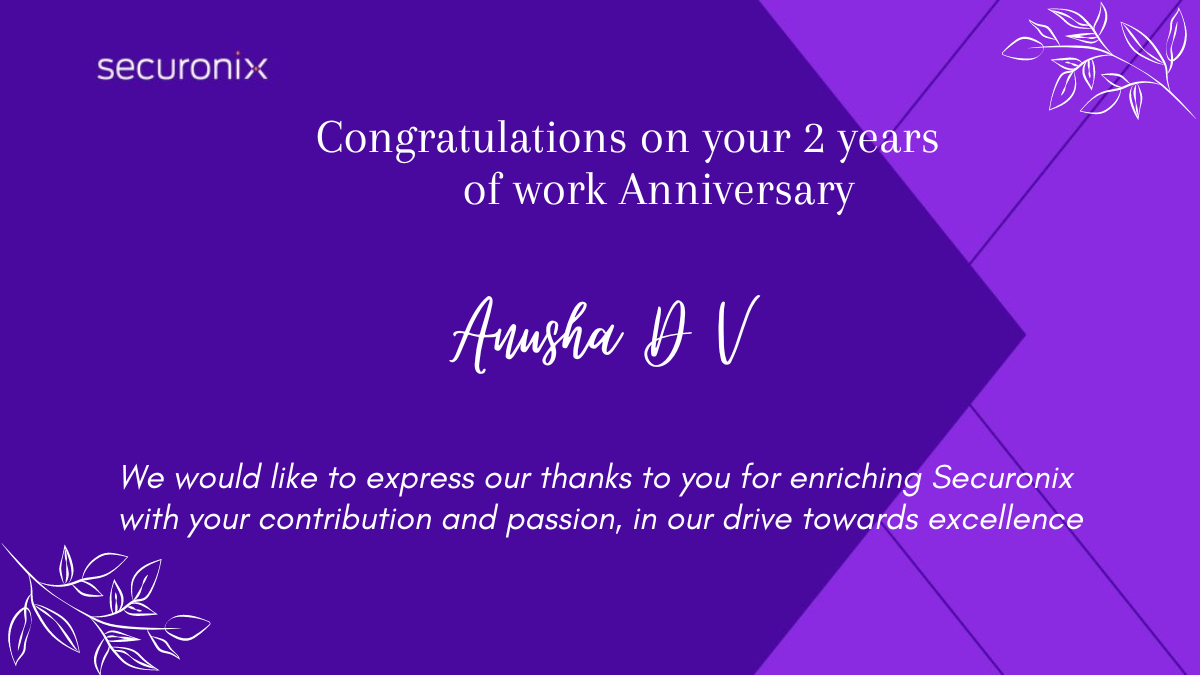 securonix
Congratulations on your 2 years
of work Anniversary
Anusha D V
We would like to express our thanks to you for enriching Securonix
with your contribution and passion, in our drive towards excellence